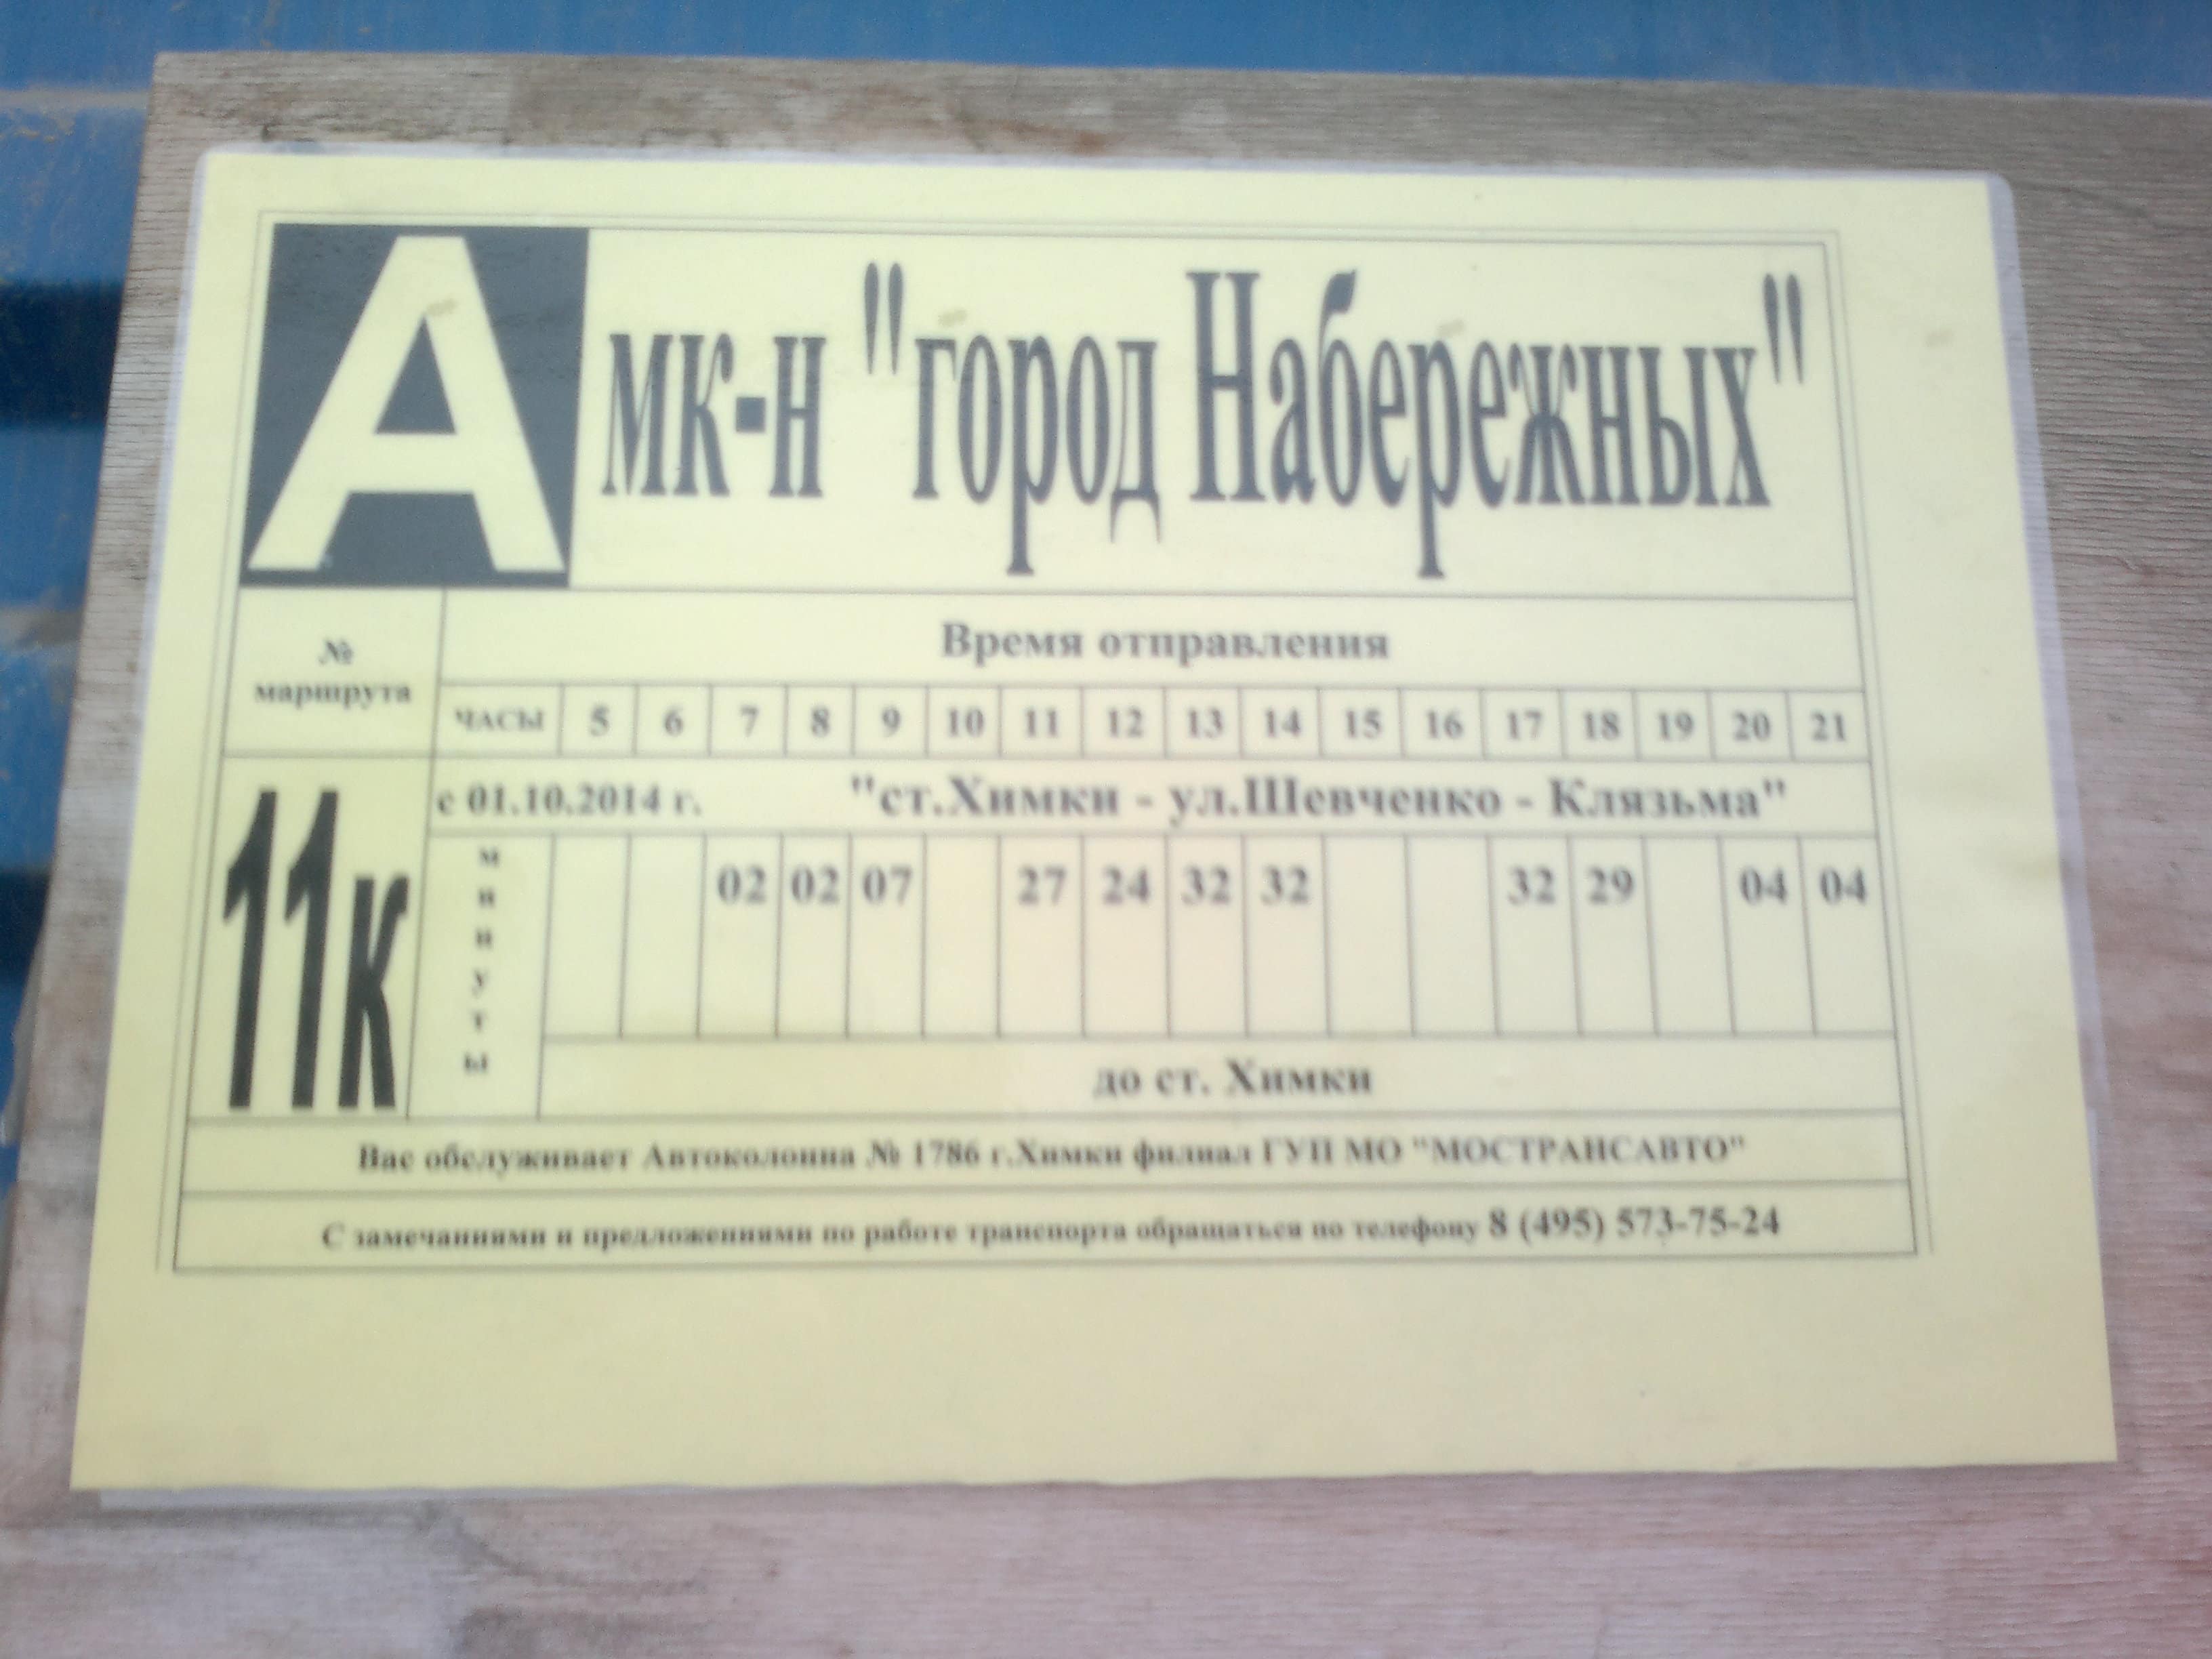 А мк-н "город Набережных"
№ маршрута
Время отправления
ЧАСЫ 5 6 7 8 9 10 11 12 13 14 15 16 17 18 19 20 21
11к
с 01.10.2014 г. "ст.Химки - ул.Шевченко - Клязьма"
минуты
02 02 07 27 24 32 32 32 29 04 04
до ст. Химки
Вас обслуживает Автоколонна № 1786 г.Химки филиал ГУП МО "МОСТРАНСАВТО"
С замечаниями и предложениями по работе транспорта обращаться по телефону 8 (495) 573-75-24